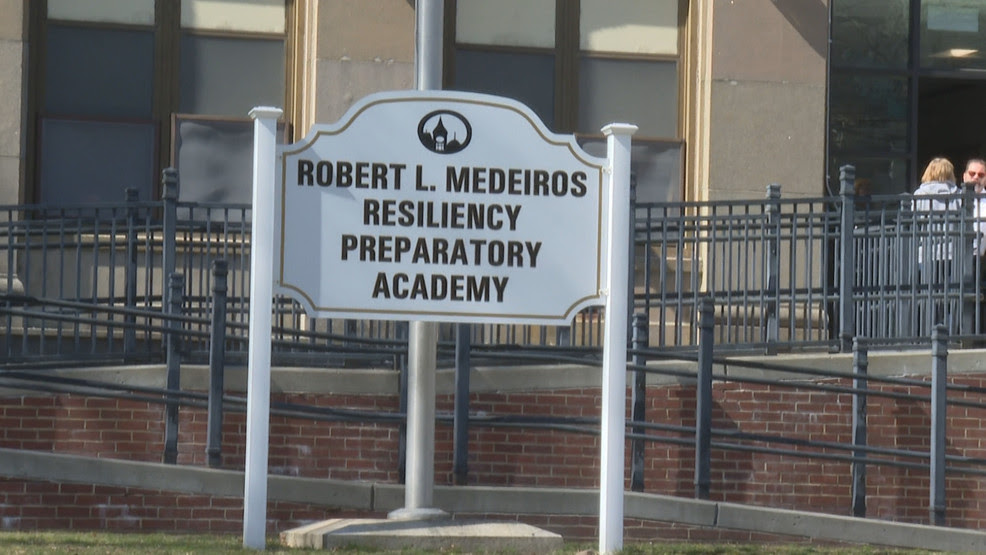 ROBERT L. MEDEIROS
RESILIENCY
PREPARATORY
ACADEMY